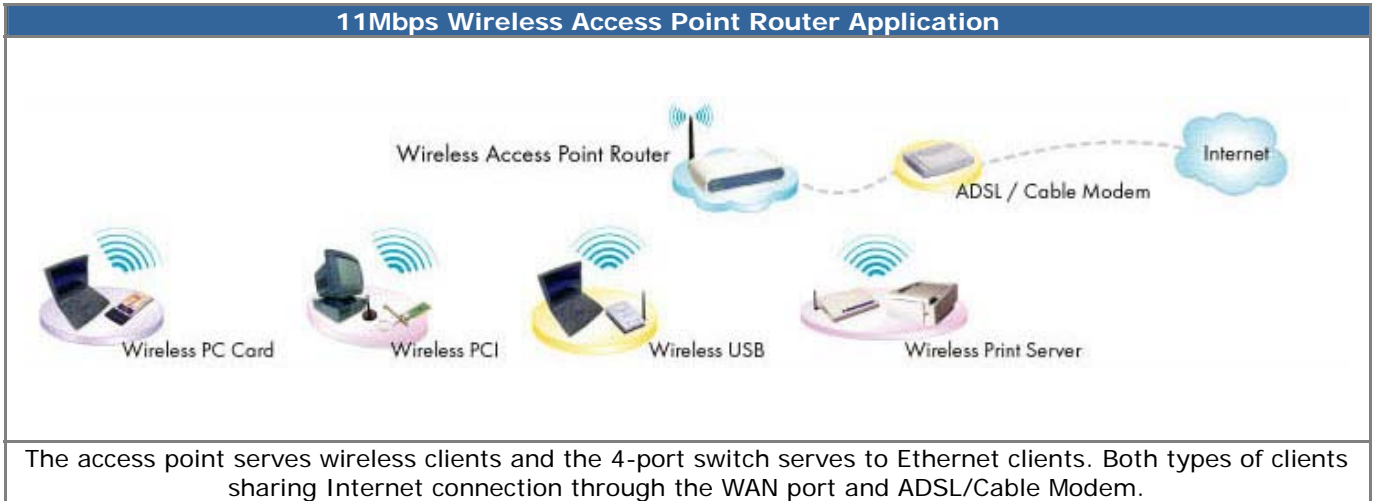 11Mbps Wireless Access Point Router Application
Wireless Access Point Router
Internet
ADSL / Cable Modem
Wireless PC Card
Wireless PCI
Wireless USB
Wireless Print Server
The access point serves wireless clients and the 4-port switch serves to Ethernet clients. Both types of clients
sharing Internet connection through the WAN port and ADSL/Cable Modem.